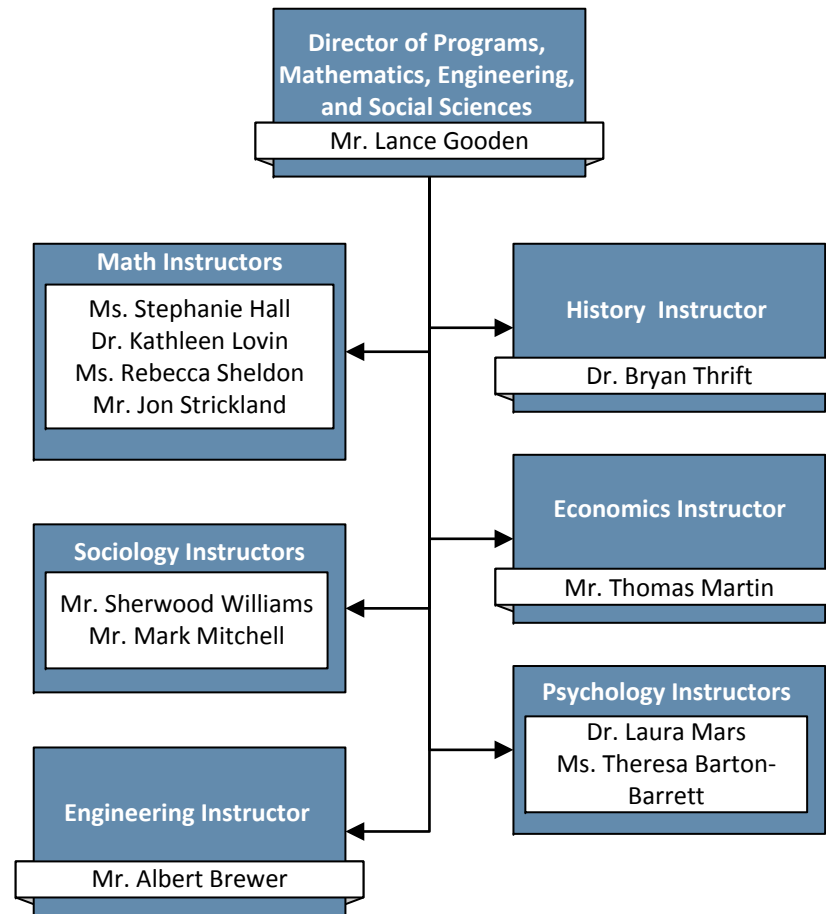 Director of Programs,
Mathematics, Engineering,
and Social Sciences
Mr. Lance Gooden
Math Instructors
Ms. Stephanie Hall
Dr. Kathleen Lovin
Ms. Rebecca Sheldon
Mr. Jon Strickland
History Instructor
Dr. Bryan Thrift
Sociology Instructors
Mr. Sherwood Williams
Mr. Mark Mitchell
Economics Instructor
Mr. Thomas Martin
Engineering Instructor
Mr. Albert Brewer
Psychology Instructors
Dr. Laura Mars
Ms. Theresa Barton-
Barrett